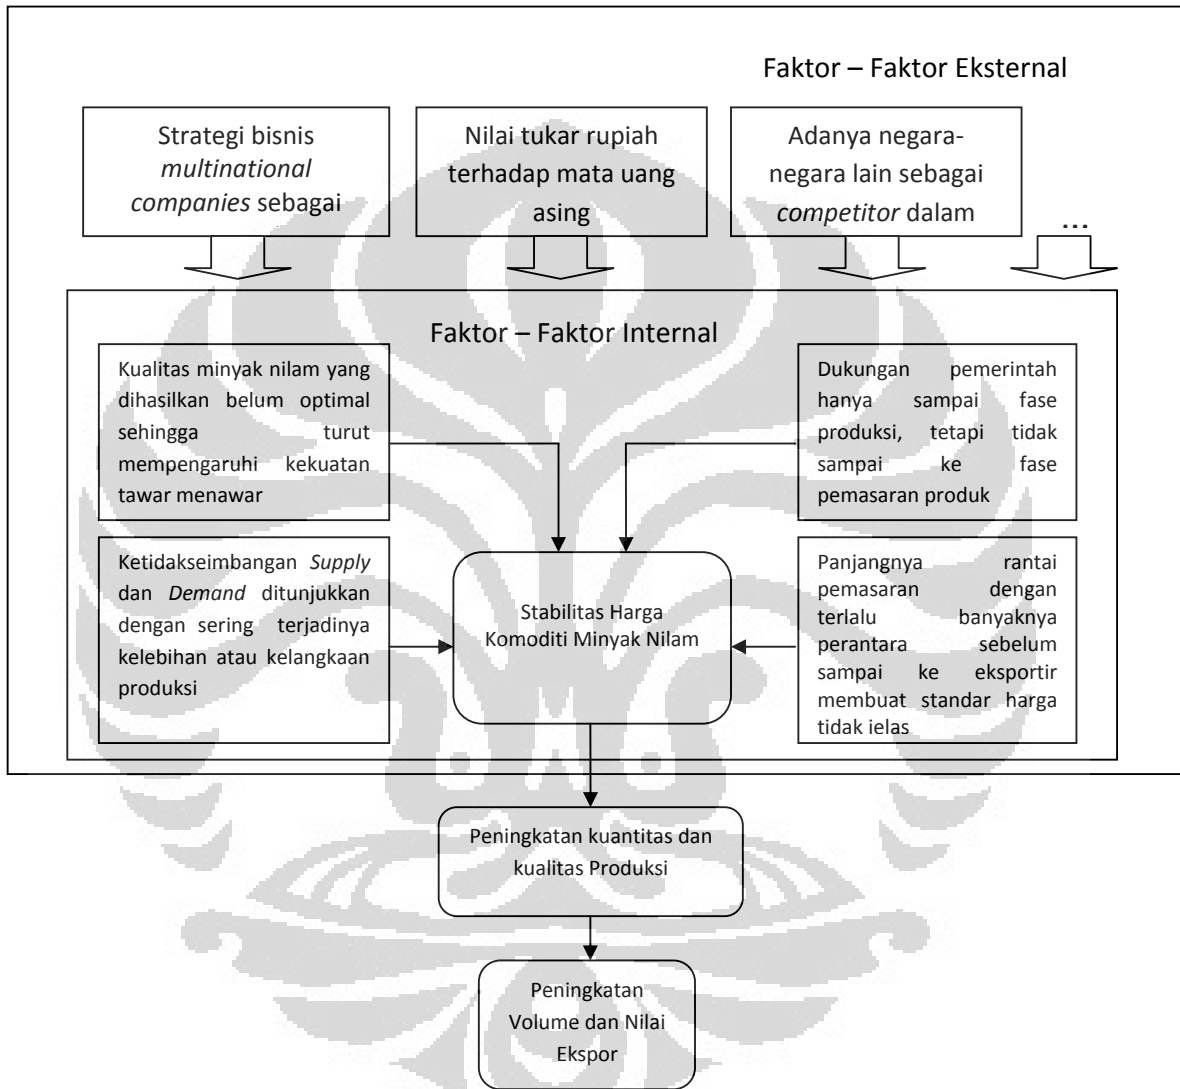 Faktor – Faktor Eksternal
Strategi bisnis
multinational
companies sebagai
Nilai tukar rupiah
terhadap mata uang
asing
Adanya negara-
negara lain sebagai
competitor dalam
...
Faktor – Faktor Internal
Kualitas minyak nilam yang
dihasilkan belum optimal
sehingga turut
mempengaruhi kekuatan
tawar menawar
Dukungan pemerintah
hanya sampai fase
produksi, tetapi tidak
sampai ke fase
pemasaran produk
Ketidakseimbangan Supply
dan Demand ditunjukkan
dengan sering terjadinya
kelebihan atau kelangkaan
produksi
Stabilitas Harga
Komoditi Minyak Nilam
Panjangnya rantai
pemasaran dengan
terlalu banyaknya
perantara sebelum
sampai ke eksportir
membuat standar harga
tidak ielas
Peningkatan kuantitas dan
kualitas Produksi
Peningkatan
Volume dan Nilai
Ekspor